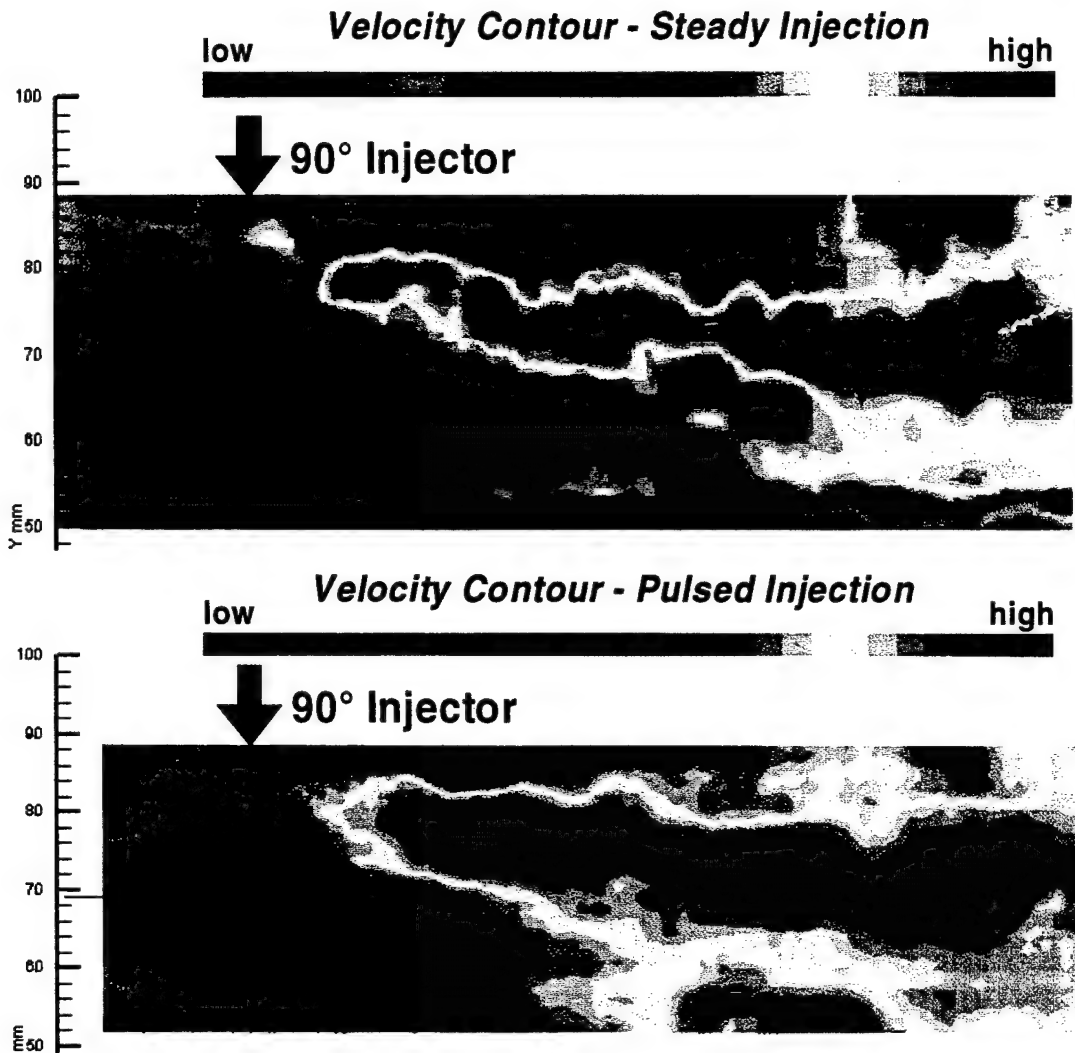 Velocity Contour - Steady Injection
low high
100
90° Injector
90
80
70
60
50
Y mm
Velocity Contour - Pulsed Injection
low high
100
90° Injector
90
80
70
60
50
mm